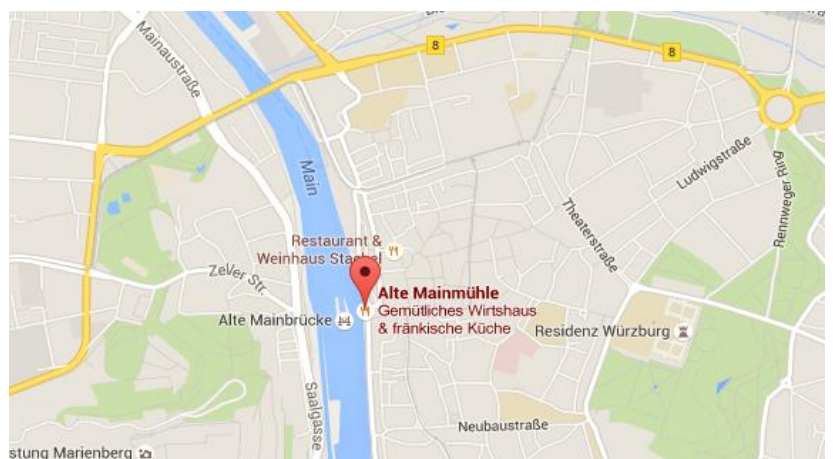 8
8
Mainaustraße
Main
Ludwigstraße
Rennweger Ring
Theaterstraße
Restaurant &
Weinhaus Stachel
Zeller Str.
Alte Mainmühle
Gemütliches Wirtshaus
& fränkische Küche
Alte Mainbrücke
Residenz Würzburg
Saalgasse
Neubaustraße
stung Marienberg